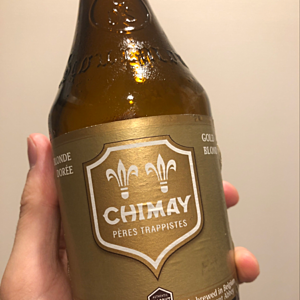 BLONDE
DORÉE
GOLD
BLOND
CHIMAY
PÈRES TRAPPISTES
brewed in Belgium